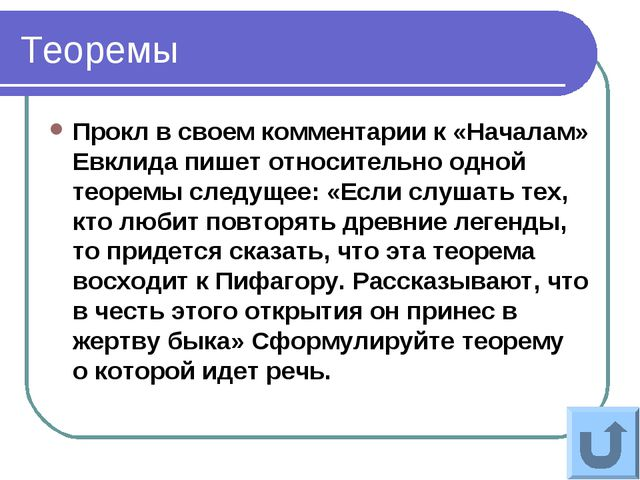 Теоремы
Прокл в своем комментарии к «Началам»
Евклида пишет относительно одной
теоремы следущее: «Если слушать тех,
кто любит повторять древние легенды,
то придется сказать, что эта теорема
восходит к Пифагору. Рассказывают, что
в честь этого открытия он принес в
жертву быка» Сформулируйте теорему
о которой идет речь.